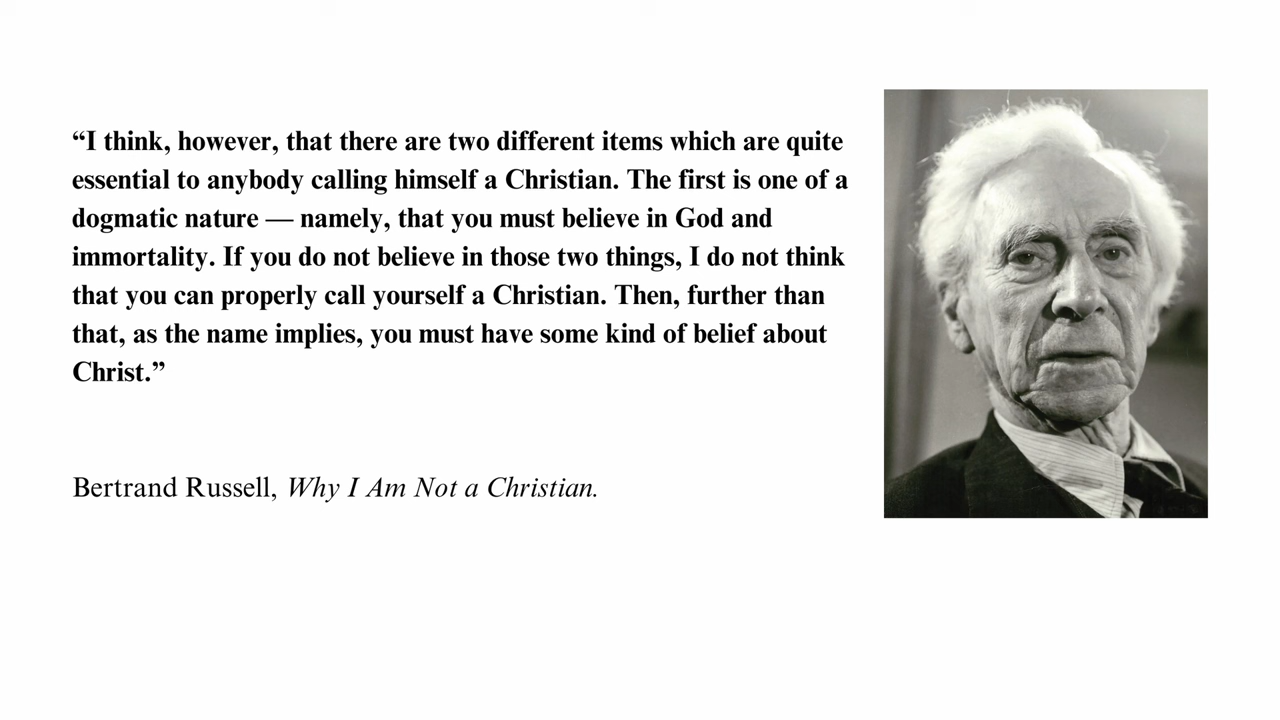 “I think, however, that there are two different items which are quite
essential to anybody calling himself a Christian. The first is one of a
dogmatic nature — namely, that you must believe in God and
immortality. If you do not believe in those two things, I do not think
that you can properly call yourself a Christian. Then, further than
that, as the name implies, you must have some kind of belief about
Christ.”
Bertrand Russell, Why I Am Not a Christian.